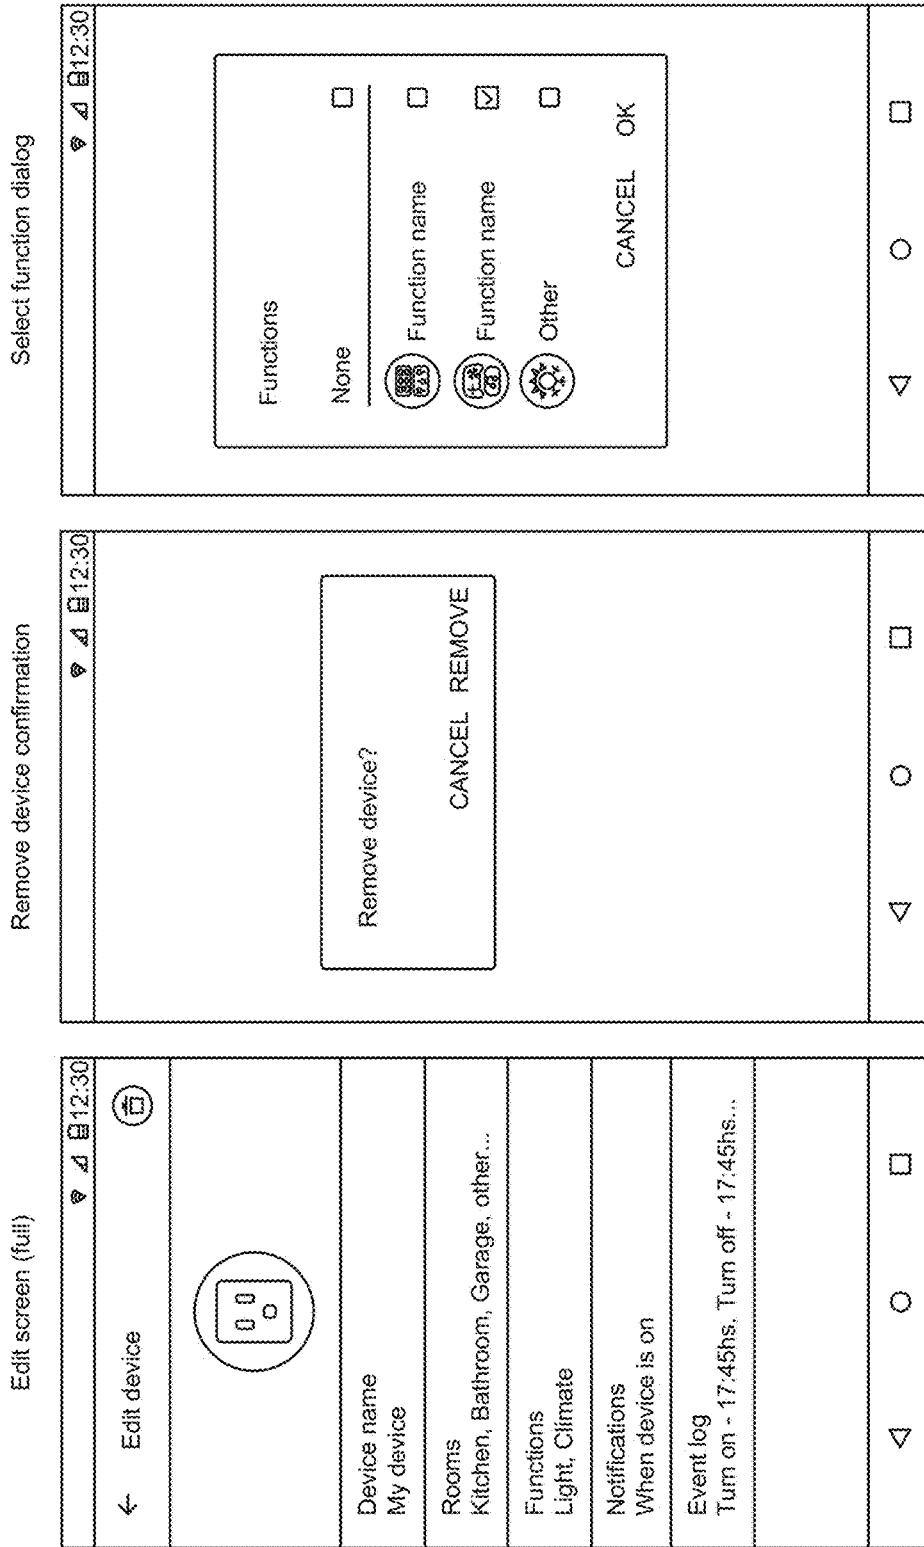 Edit screen (full)
12:30
Edit device
Device name
My device
Rooms
Kitchen, Bathroom, Garage, other...
Functions
Light, Climate
Notifications
When device is on
Event log
Turn on - 17:45hs, Turn off - 17:45hs...
Remove device confirmation
12:30
Remove device?
CANCEL REMOVE
Select function dialog
12:30
Functions
None
Function name
Function name
Other
CANCEL OK